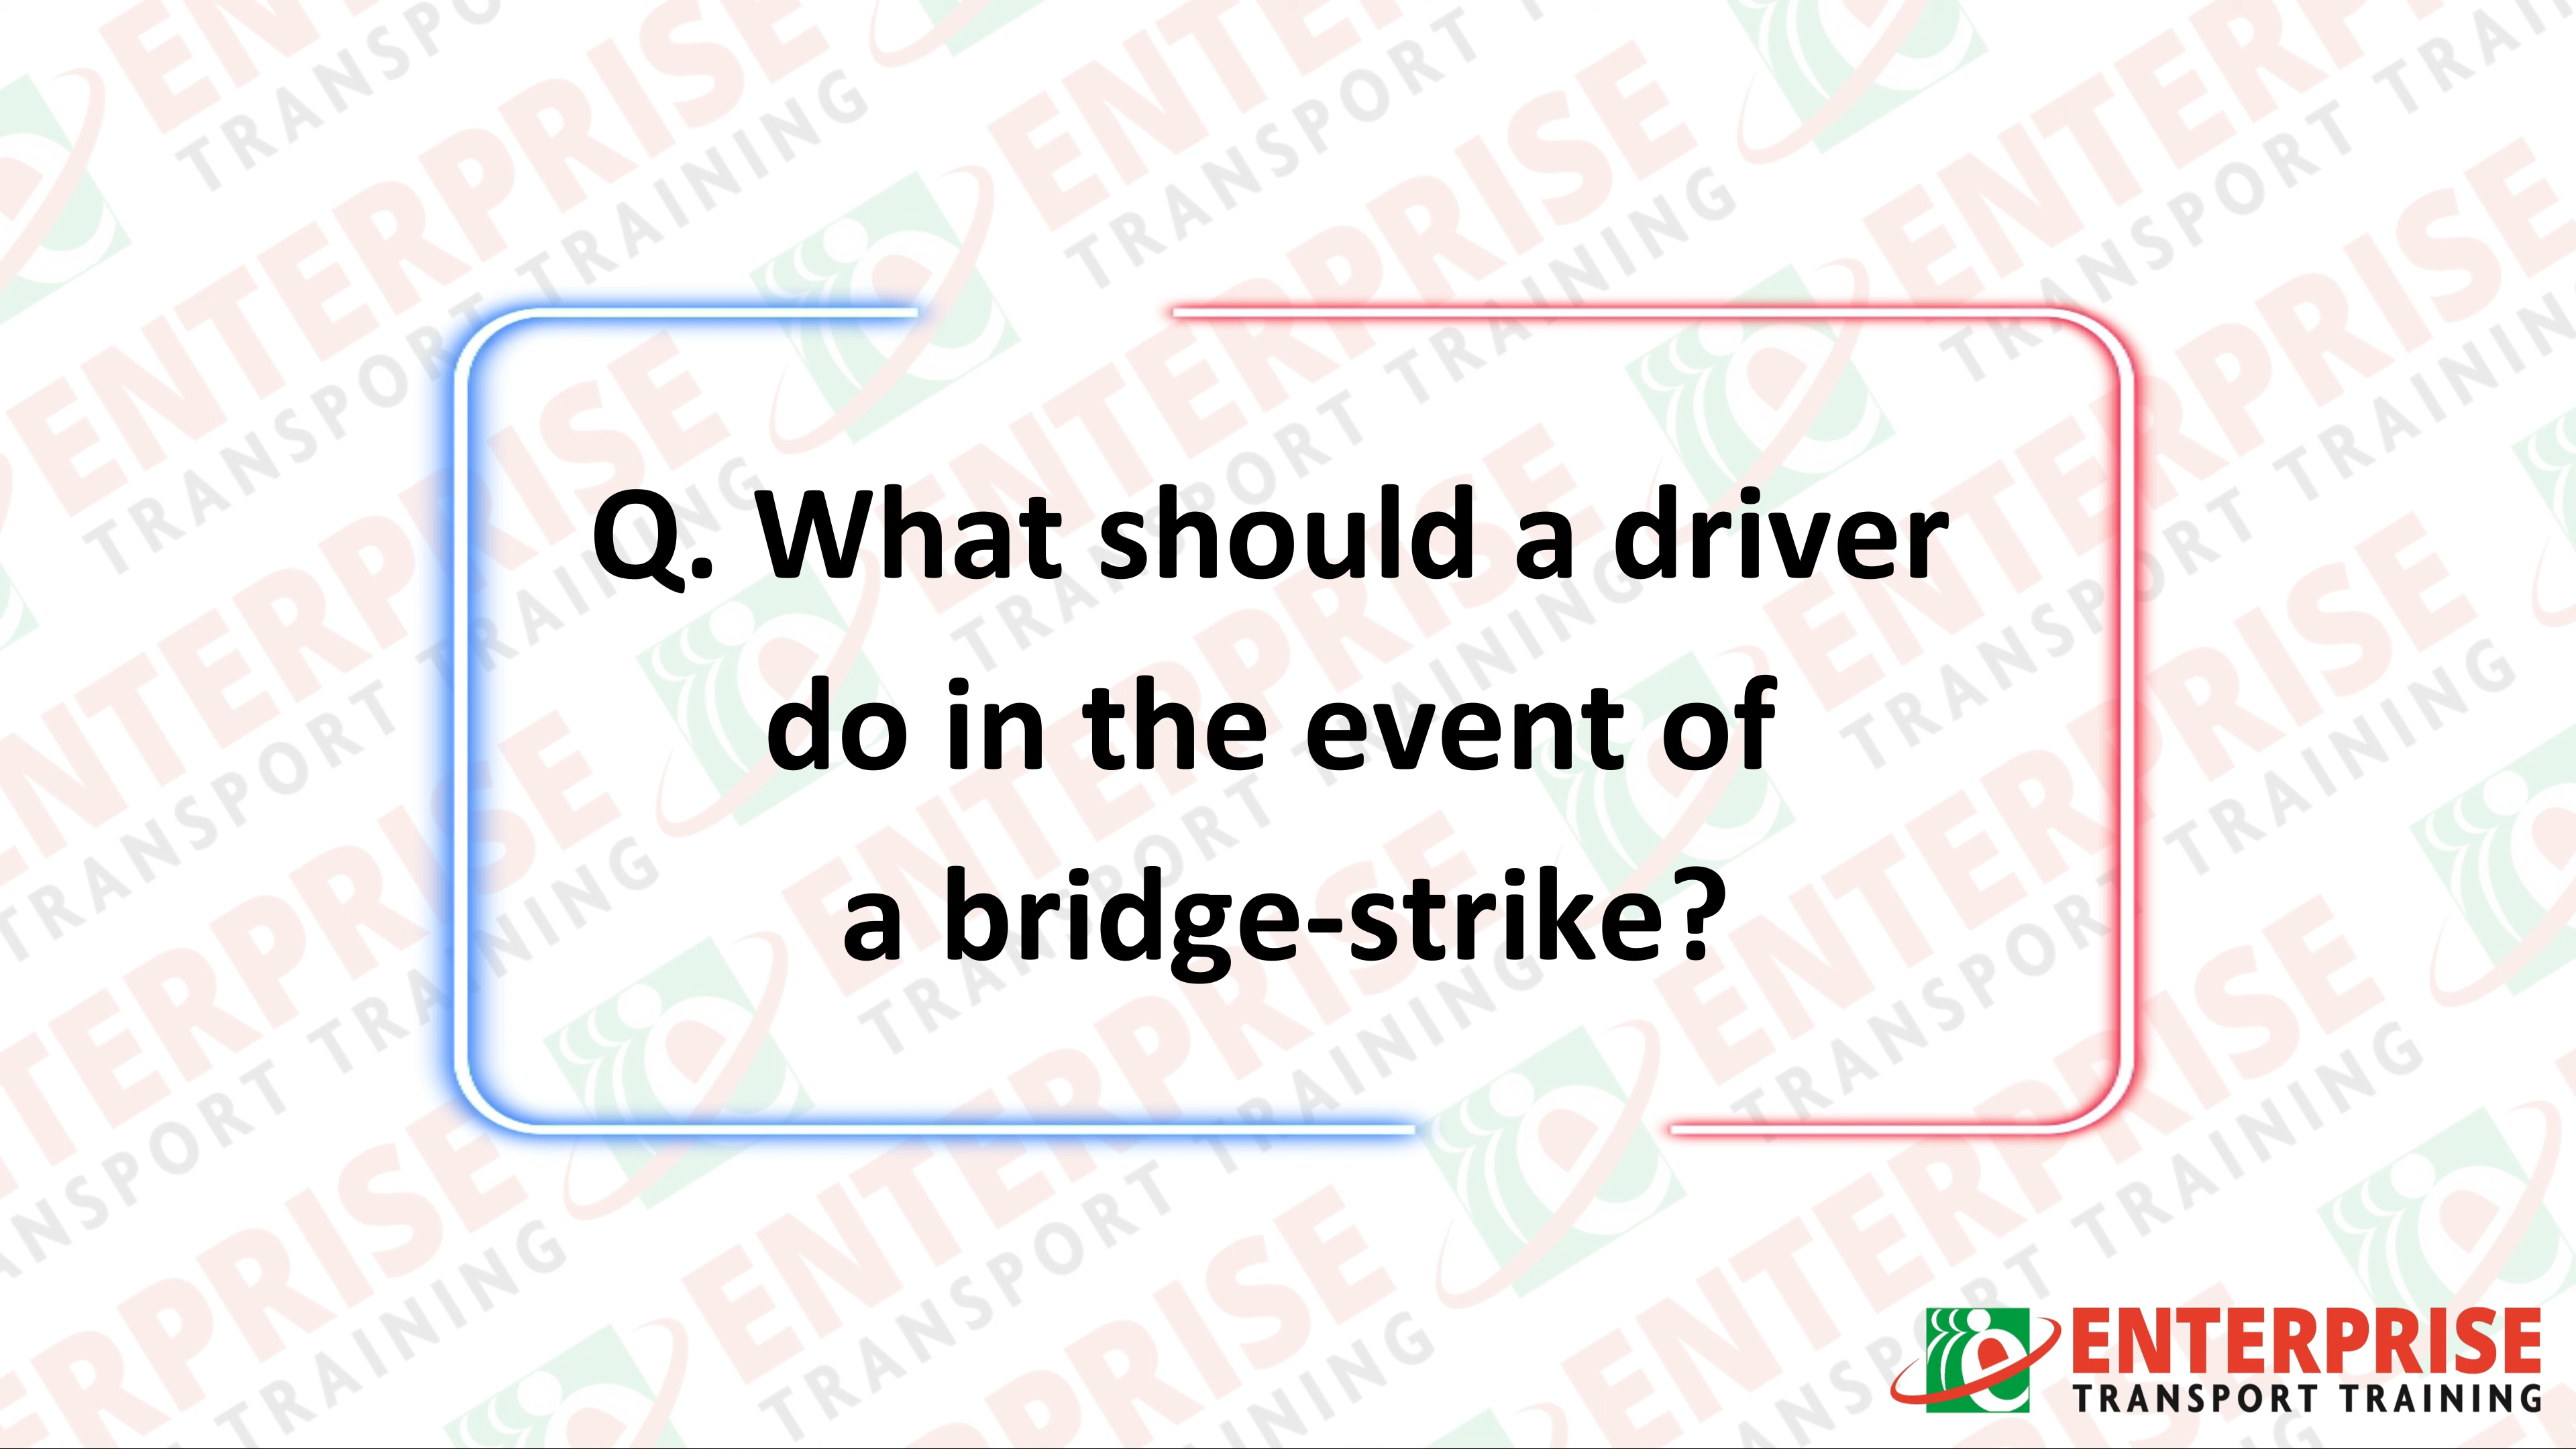 Q. What should a driver
do in the event of
a bridge-strike?
ENTERPRISE
TRANSPORT TRAINING